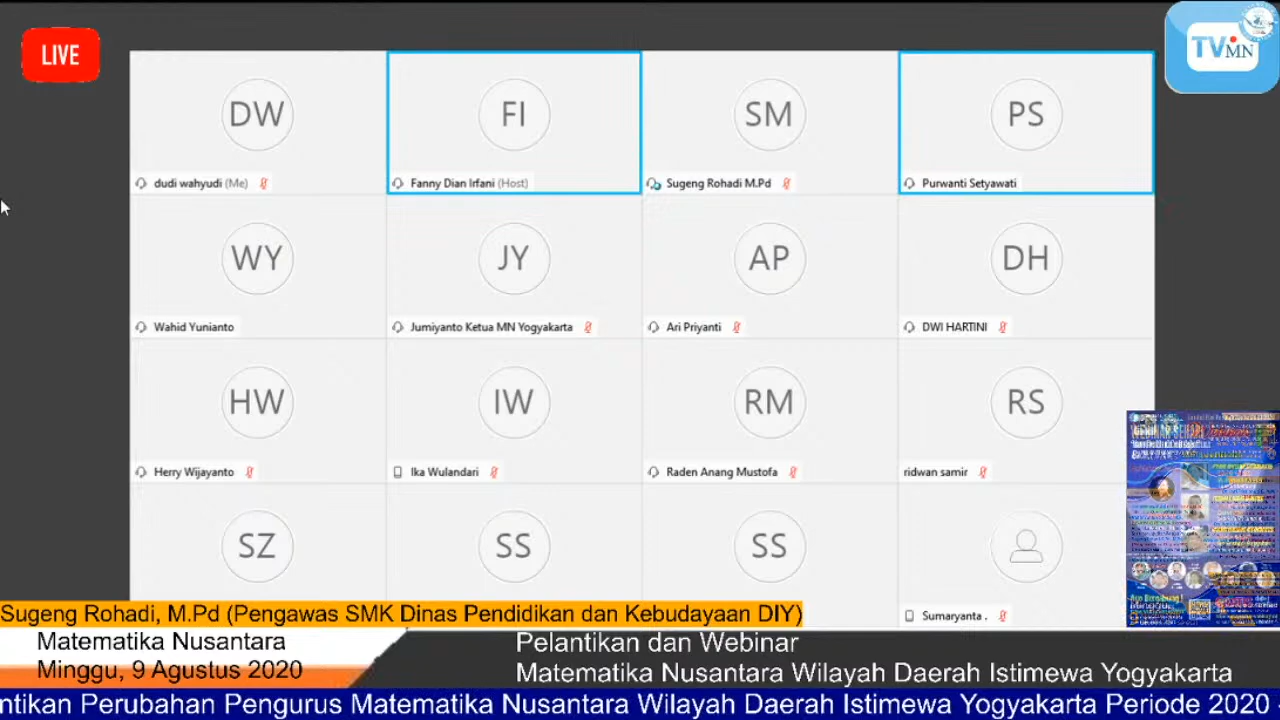 LIVE
TVMN
DW
FI
SM
PS
dudi wahyudi (Me)
Fanny Dian Irfani (Host)
Sugeng Rohadi M.Pd
Purwanti Setyawati
WY
JY
AP
DH
Wahid Yunianto
Jumiyanto Ketua MN Yogyakarta
Ari Priyanti
DWI HARTINI
HW
IW
RM
RS
Herry Wijayanto
Ika Wulandari
Raden Anang Mustofa
ridwan samir
SZ
SS
SS
Sumaryanta .
Sugeng Rohadi, M.Pd (Pengawas SMK Dinas Pendidikan dan Kebudayaan DIY)
Matematika Nusantara
Minggu, 9 Agustus 2020
Pelantikan dan Webinar
Matematika Nusantara Wilayah Daerah Istimewa Yogyakarta
ntikan Perubahan Pengurus Matematika Nusantara Wilayah Daerah Istimewa Yogyakarta Periode 2020